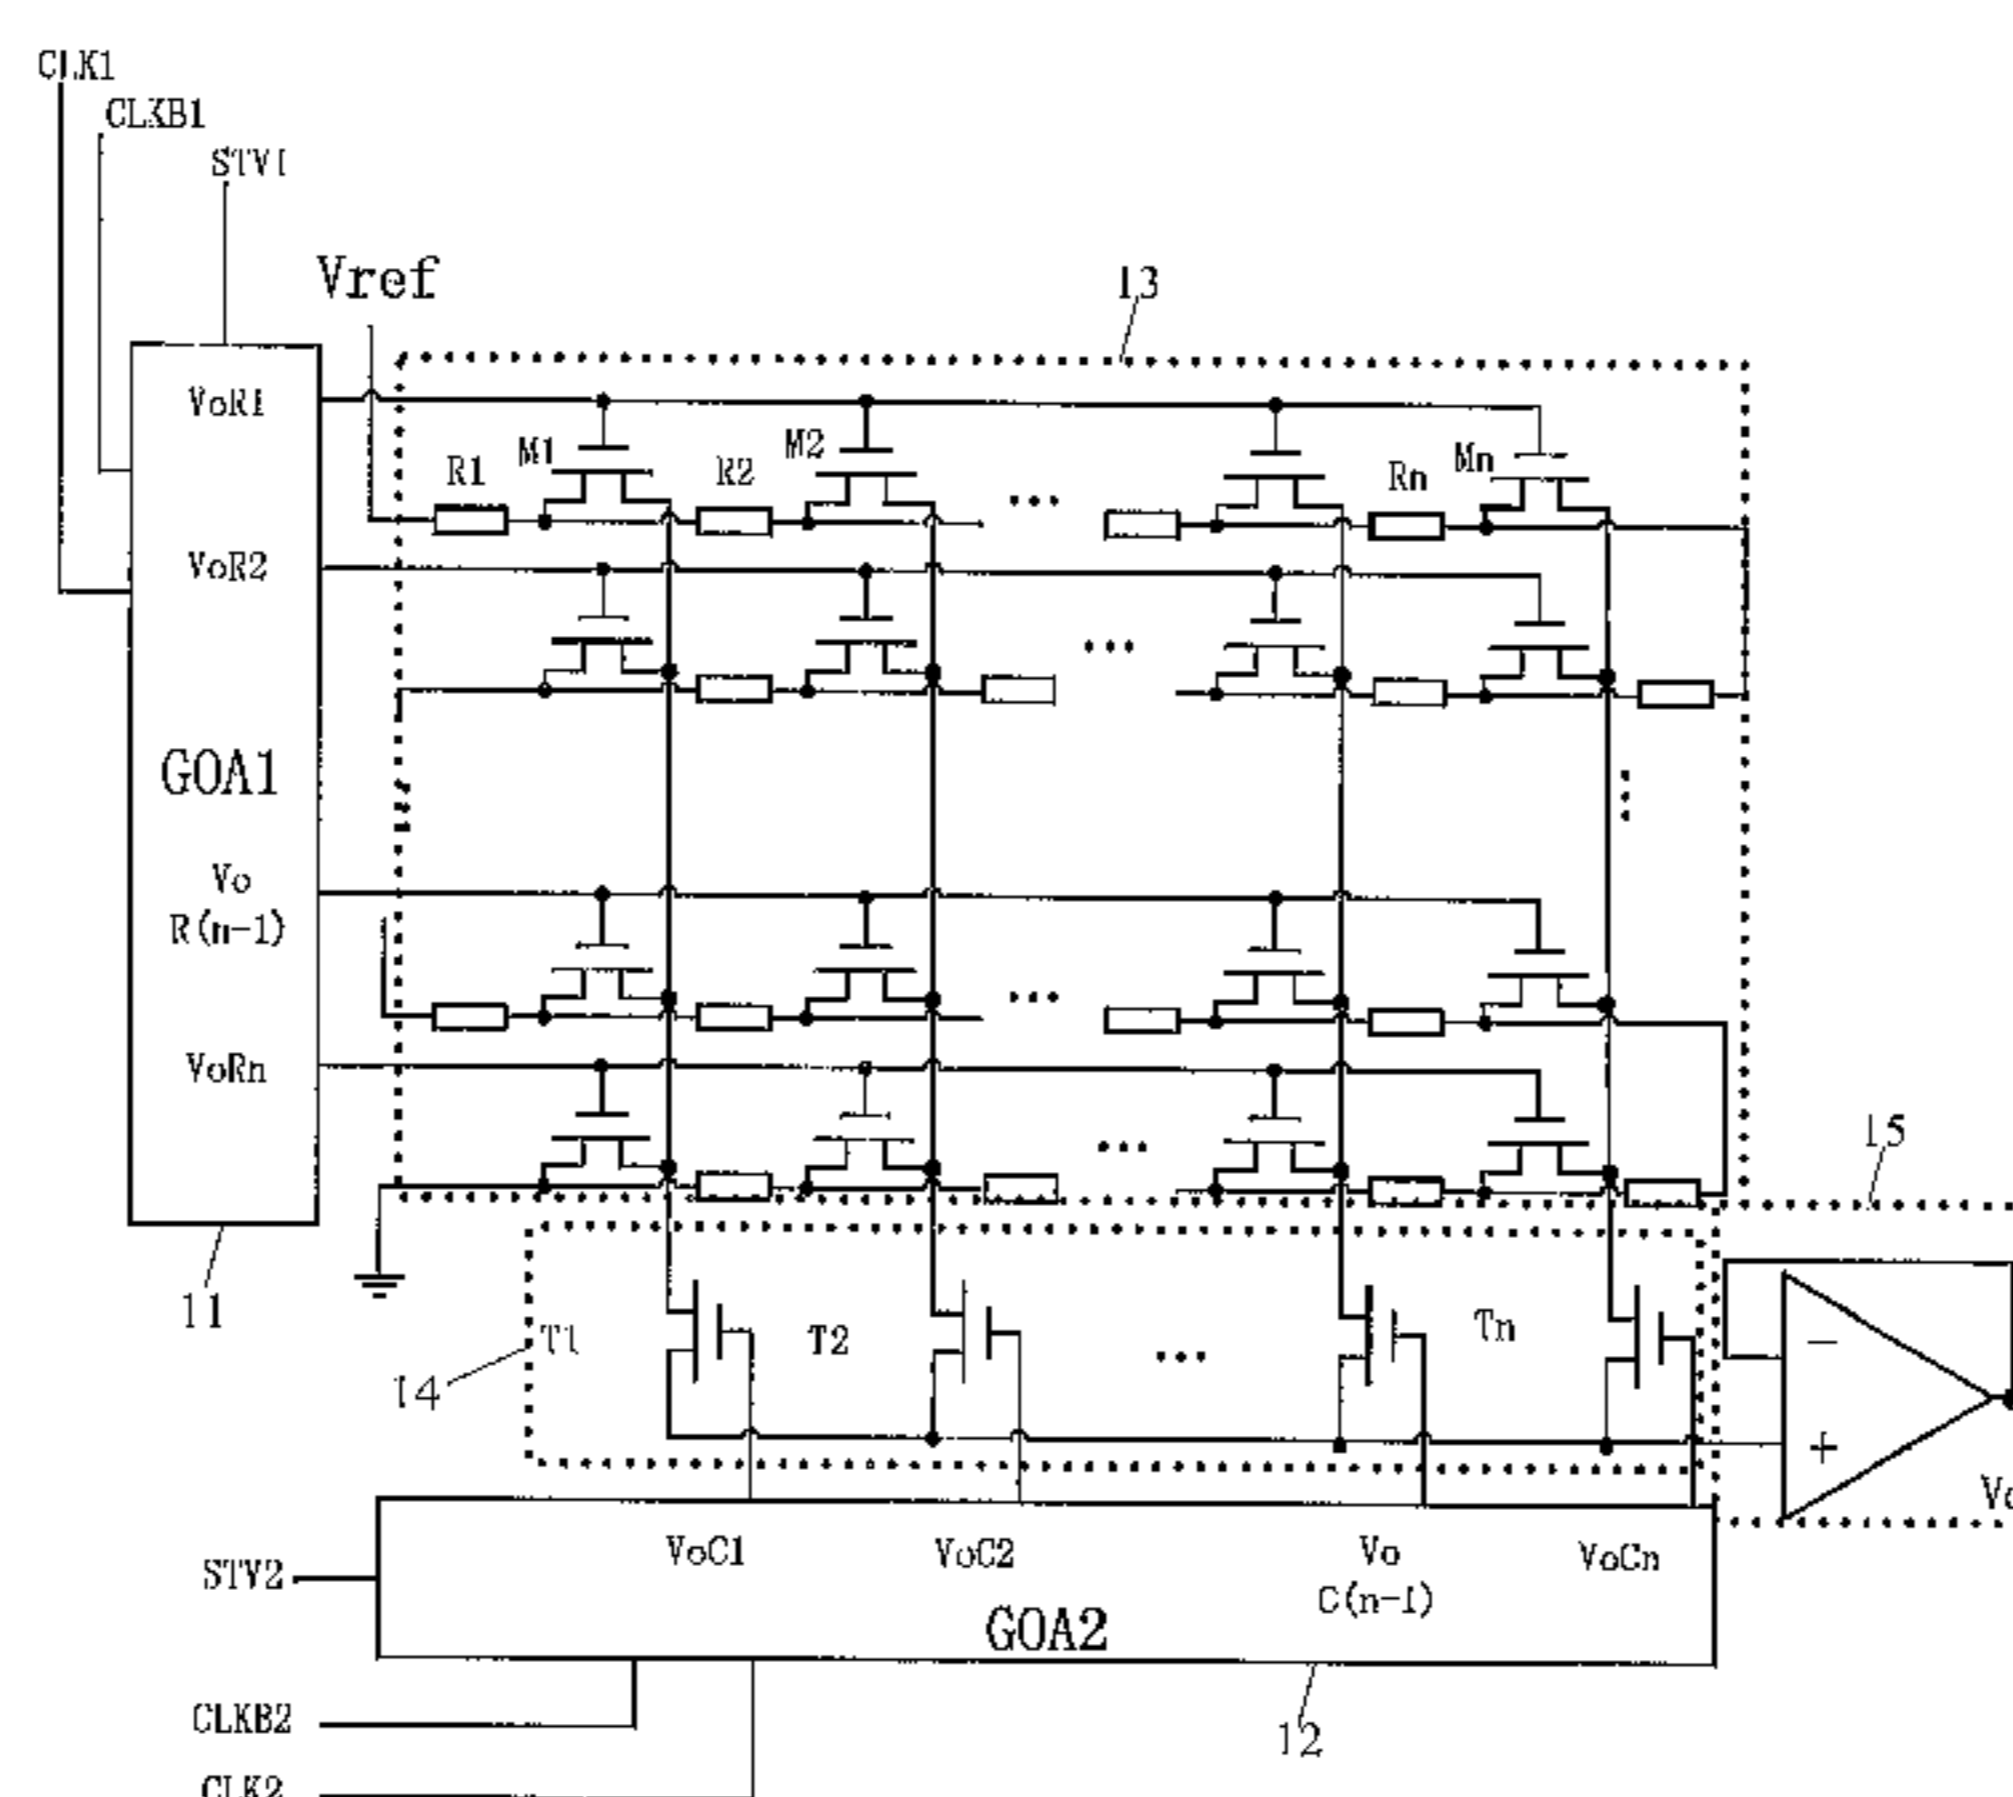 CLK1
CLKB1
STV1
Vref
13
VoR1
M1
M2
Mn
R1
R2
Rn
...
VoR2
...
GOA1
Vo
R(n-1)
...
VoRn
...
15
11
T1
T2
Tn
14
...
−
+
VoC1
VoC2
Vo
C(n-1)
VoCn
STV2
GOA2
CLKB2
12
CLK2